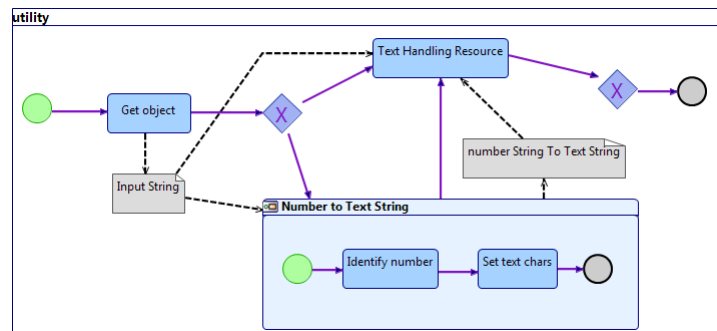 utility
Text Handling Resource
Get object
X
X
number String To Text String
Input String
Number to Text String
Identify number
Set text chars